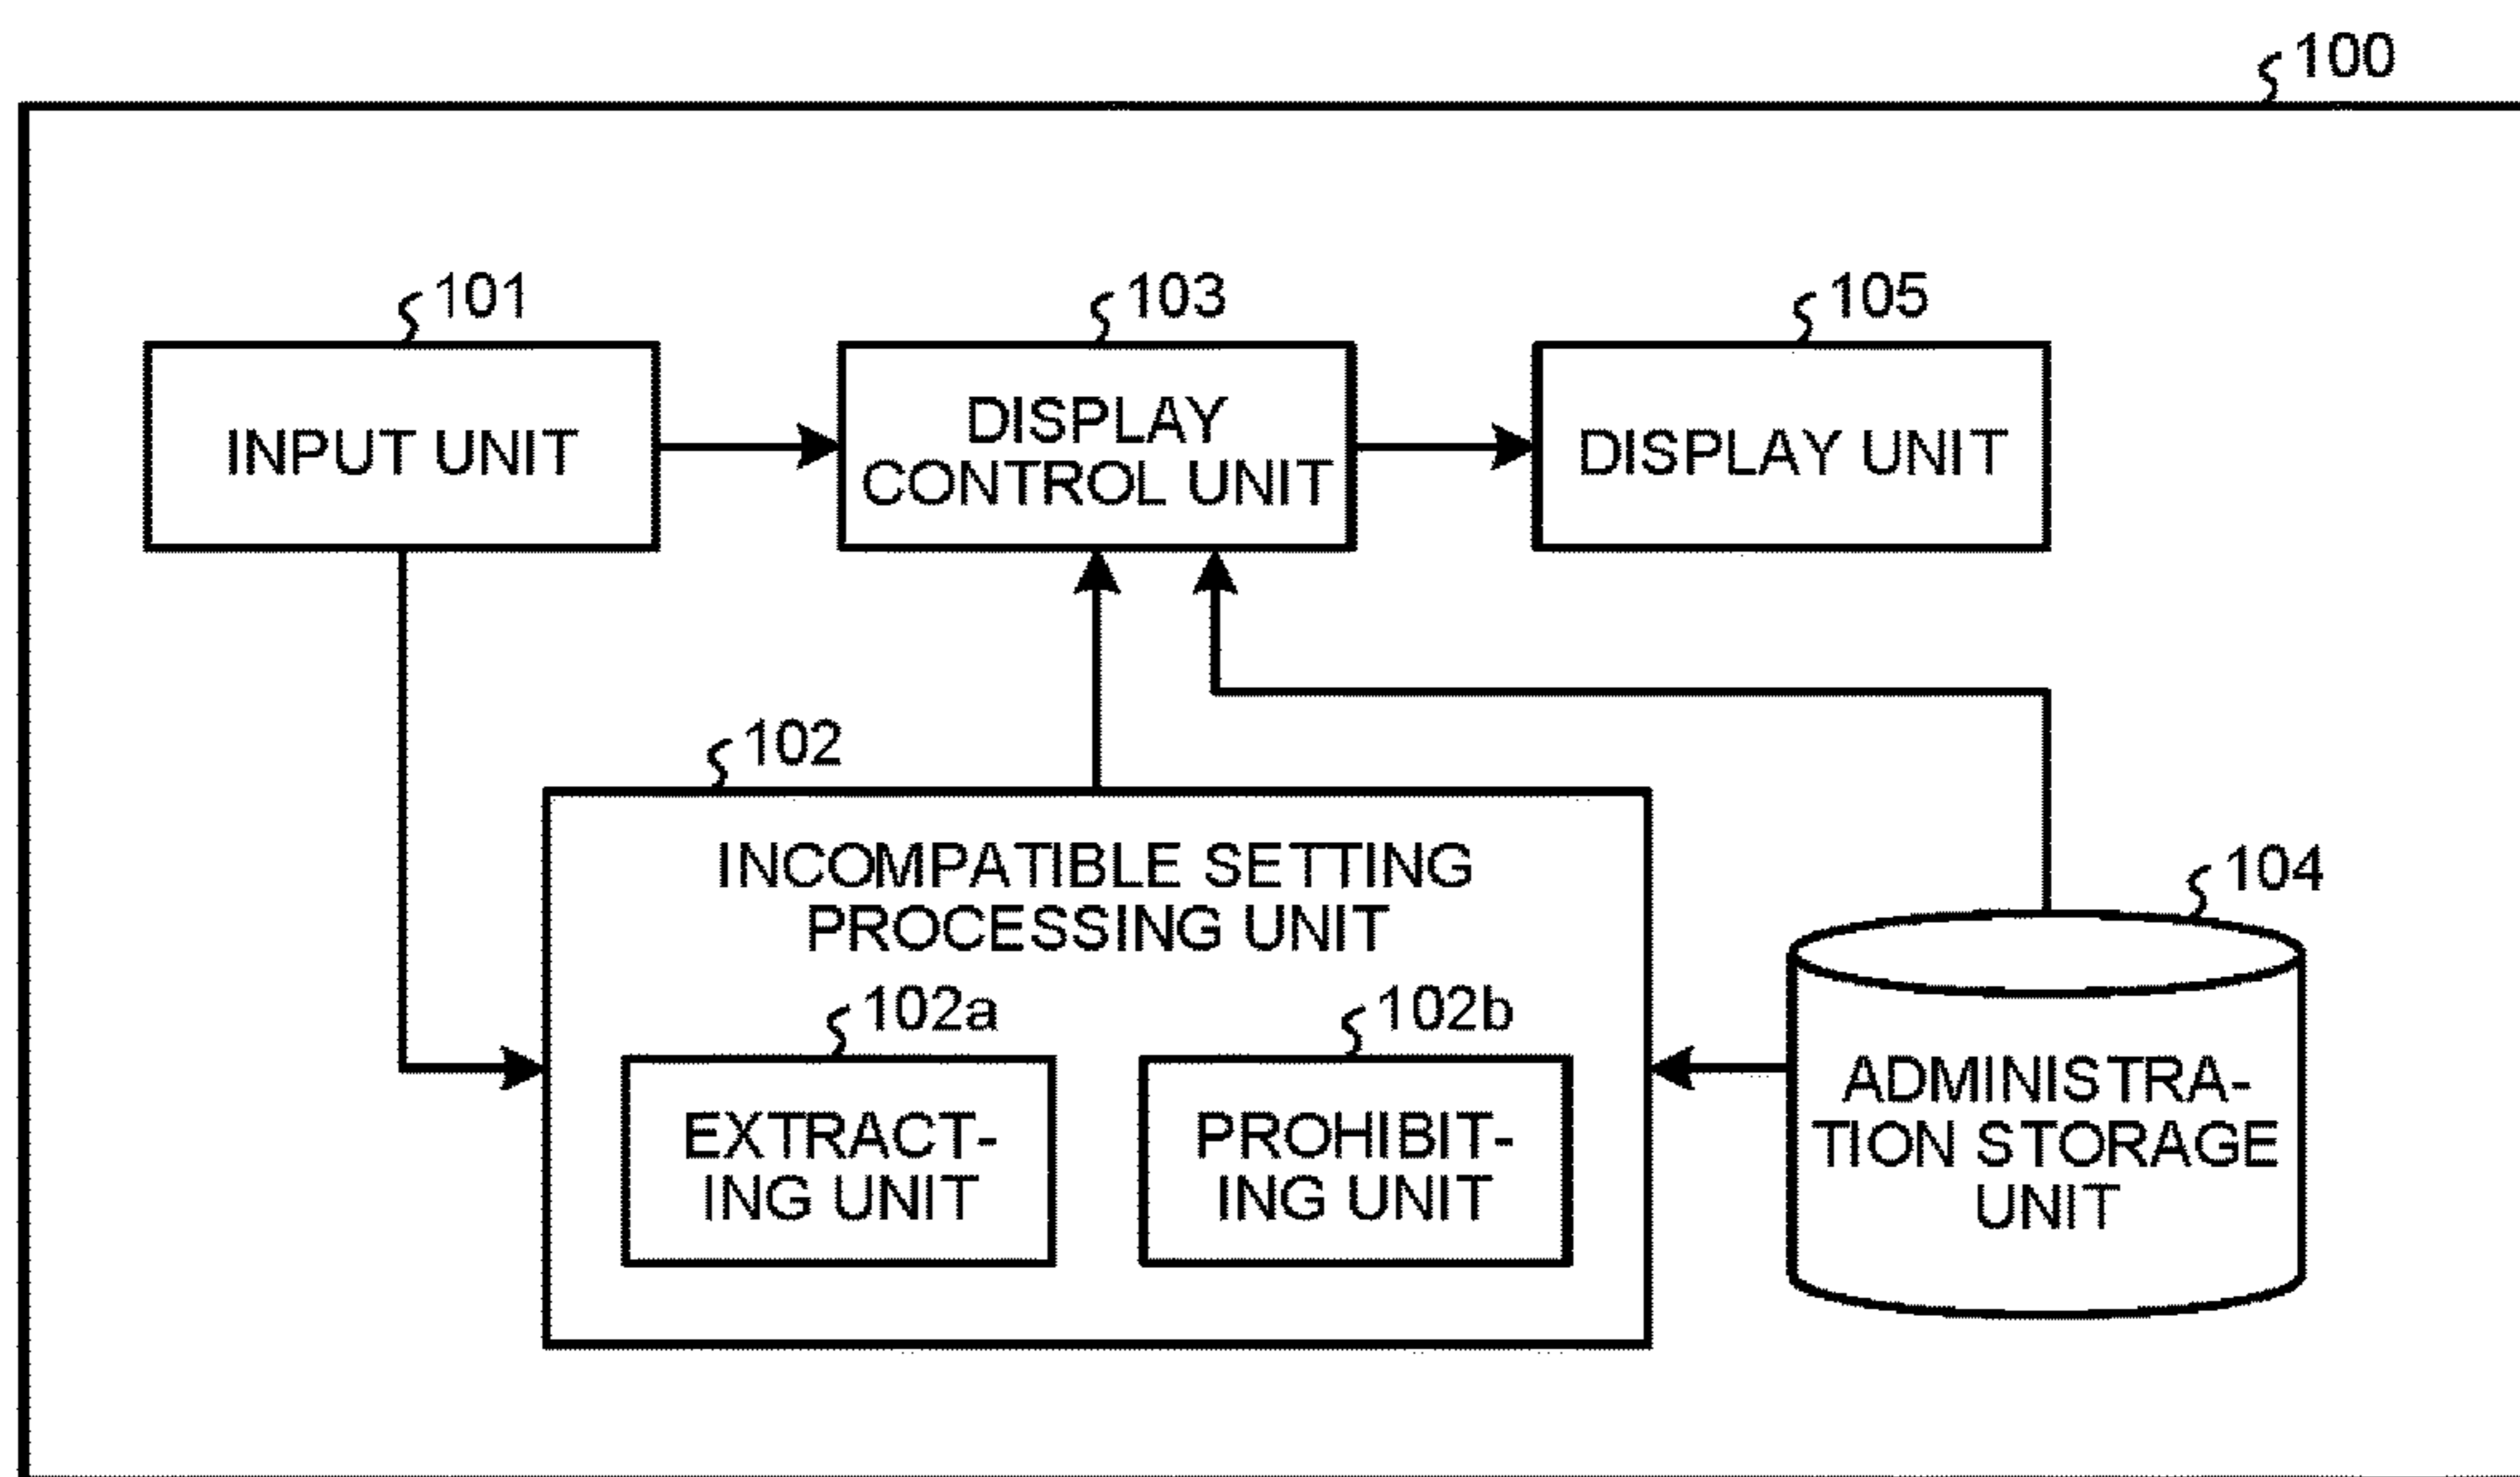 100
101
103
105
INPUT UNIT
DISPLAY
CONTROL UNIT
DISPLAY UNIT
102
INCOMPATIBLE SETTING
PROCESSING UNIT
104
102a
102b
EXTRACT-
ING UNIT
PROHIBIT-
ING UNIT
ADMINISTRA-
TION STORAGE
UNIT